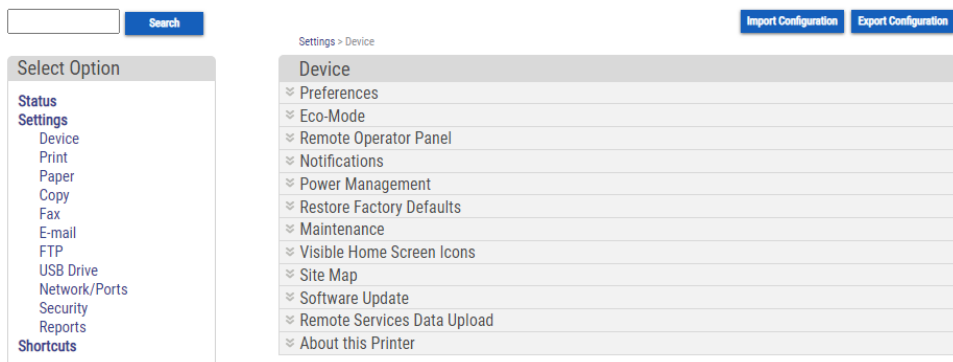 Search
Import Configuration
Export Configuration
Settings > Device
Select Option
Status
Settings
Device
Print
Paper
Copy
Fax
E-mail
FTP
USB Drive
Network/Ports
Security
Reports
Shortcuts
Device
Preferences
Eco-Mode
Remote Operator Panel
Notifications
Power Management
Restore Factory Defaults
Maintenance
Visible Home Screen Icons
Site Map
Software Update
Remote Services Data Upload
About this Printer